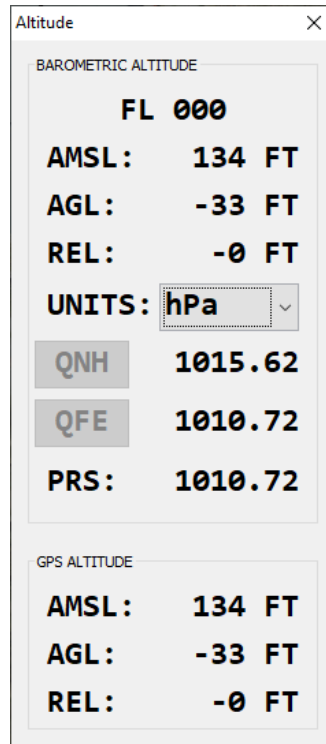 Altitude
BAROMETRIC ALTITUDE
FL 000
AMSL: 134 FT
AGL: -33 FT
REL: -0 FT
UNITS: hPa
QNH 1015.62
QFE 1010.72
PRS: 1010.72
GPS ALTITUDE
AMSL: 134 FT
AGL: -33 FT
REL: -0 FT